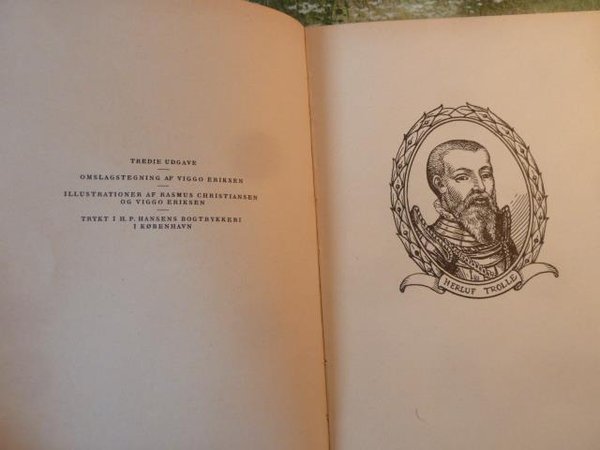 TREDIE UDGAVE
OMSLAGSTEGNING AF VIGGO ERIKSEN
ILLUSTRATIONER AF RASMUS CHRISTIANSEN
OG VIGGO ERIKSEN
TRYKT I H. P. HANSENS BOGTRYKKERI
I KØBENHAVN
HERLUF TROLLE